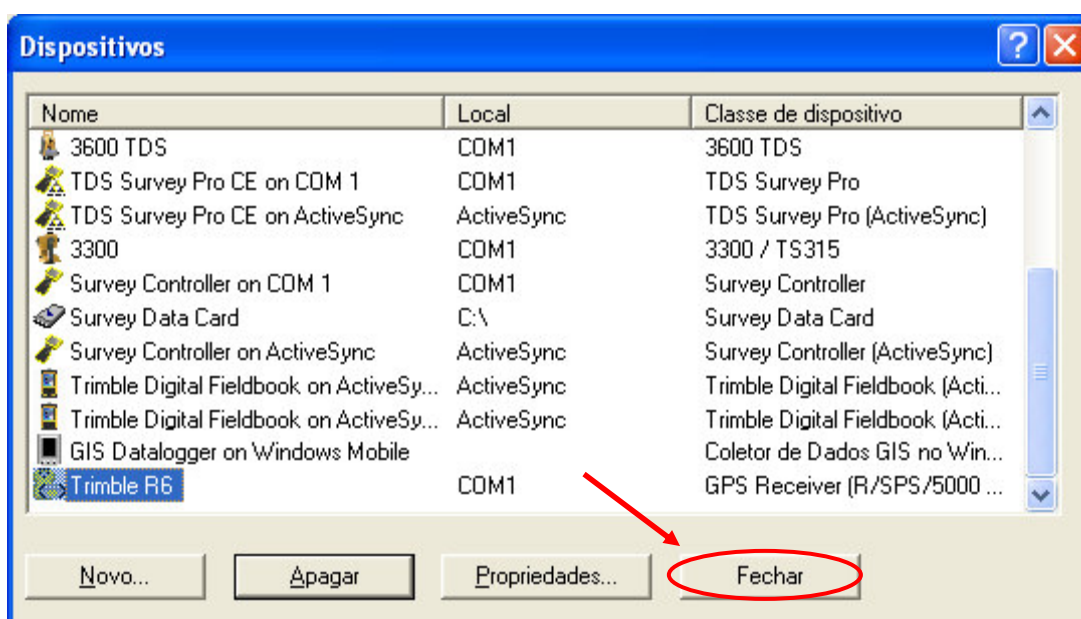 Dispositivos
Nome Local Classe de dispositivo
3600 TDS COM1 3600 TDS
TDS Survey Pro CE on COM 1 COM1 TDS Survey Pro
TDS Survey Pro CE on ActiveSync ActiveSync TDS Survey Pro (ActiveSync)
3300 COM1 3300 / TS315
Survey Controller on COM 1 COM1 Survey Controller
Survey Data Card C:\ Survey Data Card
Survey Controller on ActiveSync ActiveSync Survey Controller (ActiveSync)
Trimble Digital Fieldbook on ActiveSy... ActiveSync Trimble Digital Fieldbook (Acti...
Trimble Digital Fieldbook on ActiveSy... ActiveSync Trimble Digital Fieldbook (Acti...
GIS Datalogger on Windows Mobile Coletor de Dados GIS no Win...
Trimble R6 COM1 GPS Receiver (R/SPS/5000 ...
Novo... Apagar Propriedades... Fechar